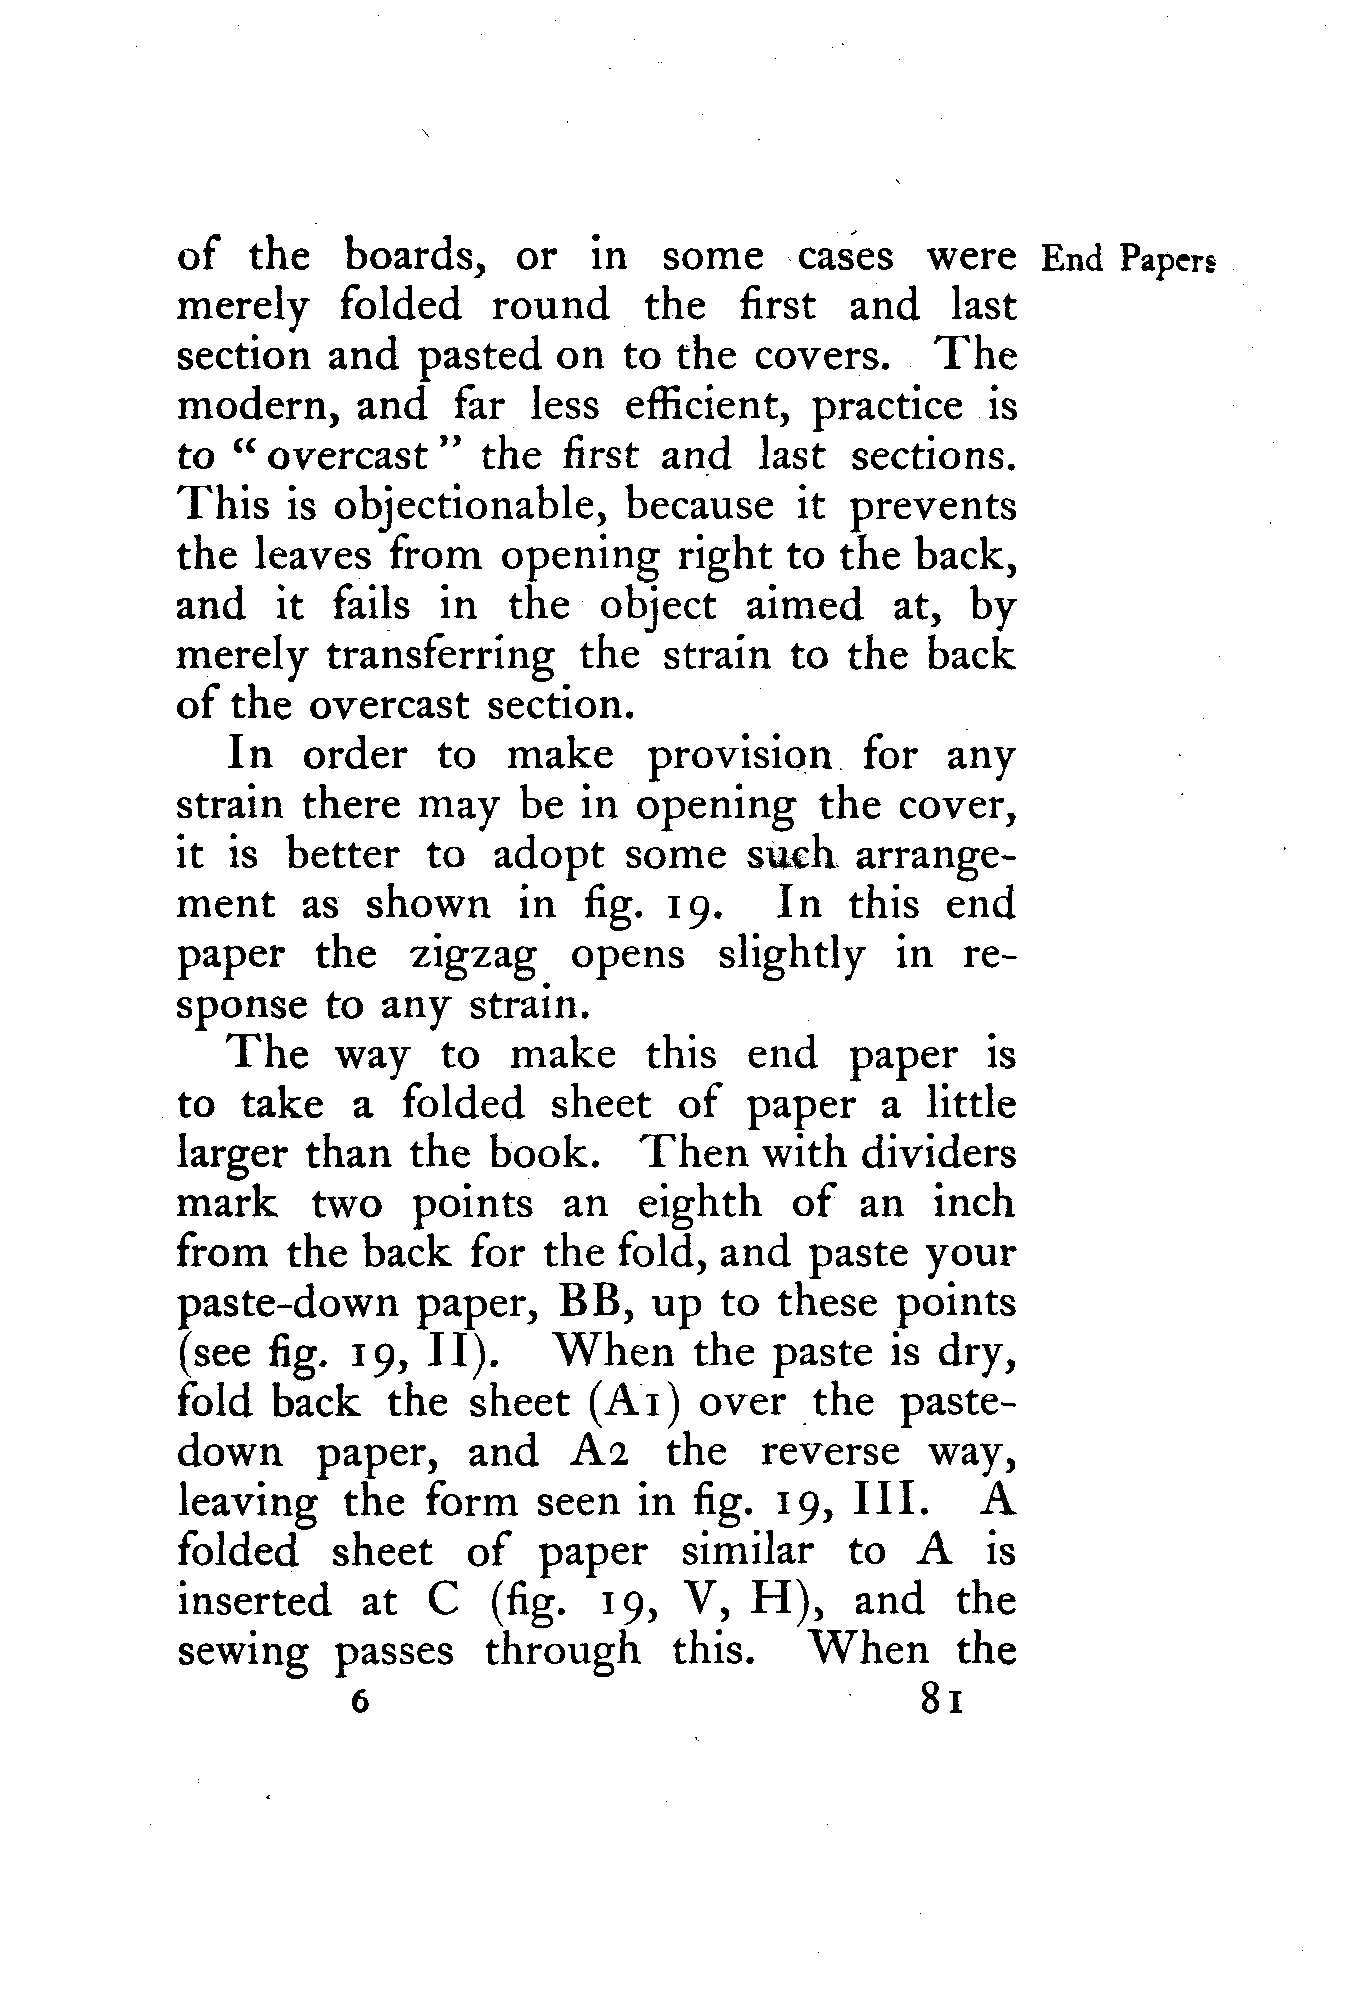 of the boards, or in some cases were End Papers
merely folded round the first and last
section and pasted on to the covers. The
modern, and far less efficient, practice is
to “ overcast ” the first and last sections.
This is objectionable, because it prevents
the leaves from opening right to the back,
and it fails in the object aimed at, by
merely transferring the strain to the back
of the overcast section.
In order to make provision for any
strain there may be in opening the cover,
it is better to adopt some such arrange-
ment as shown in fig. 19. In this end
paper the zigzag opens slightly in re-
sponse to any strain.
The way to make this end paper is
to take a folded sheet of paper a little
larger than the book. Then with dividers
mark two points an eighth of an inch
from the back for the fold, and paste your
paste-down paper, BB, up to these points
(see fig. 19, II). When the paste is dry,
fold back the sheet (A1) over the paste-
down paper, and A2 the reverse way,
leaving the form seen in fig. 19, III. A
folded sheet of paper similar to A is
inserted at C (fig. 19, V, H), and the
sewing passes through this. When the
6 81